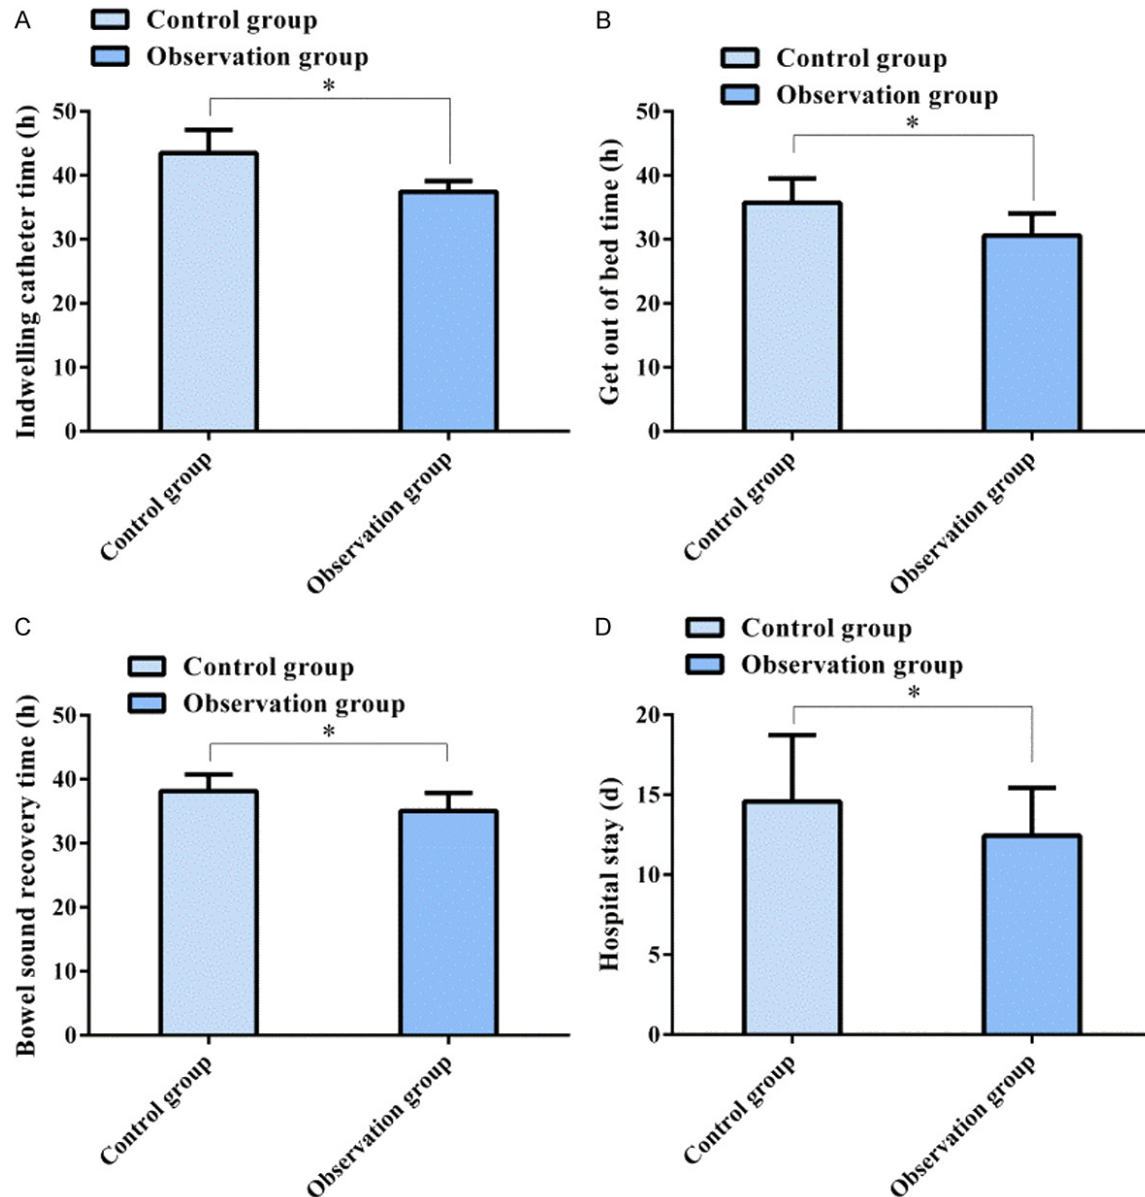 A
Control group
Observation group
*
Indwelling catheter time (h)
50
40
30
20
10
0
Control group
Observation group
B
Control group
Observation group
*
Get out of bed time (h)
50
40
30
20
10
0
Control group
Observation group
C
Control group
Observation group
*
Bowel sound recovery time (h)
50
40
30
20
10
0
Control group
Observation group
D
Control group
Observation group
*
Hospital stay (d)
20
15
10
5
0
Control group
Observation group